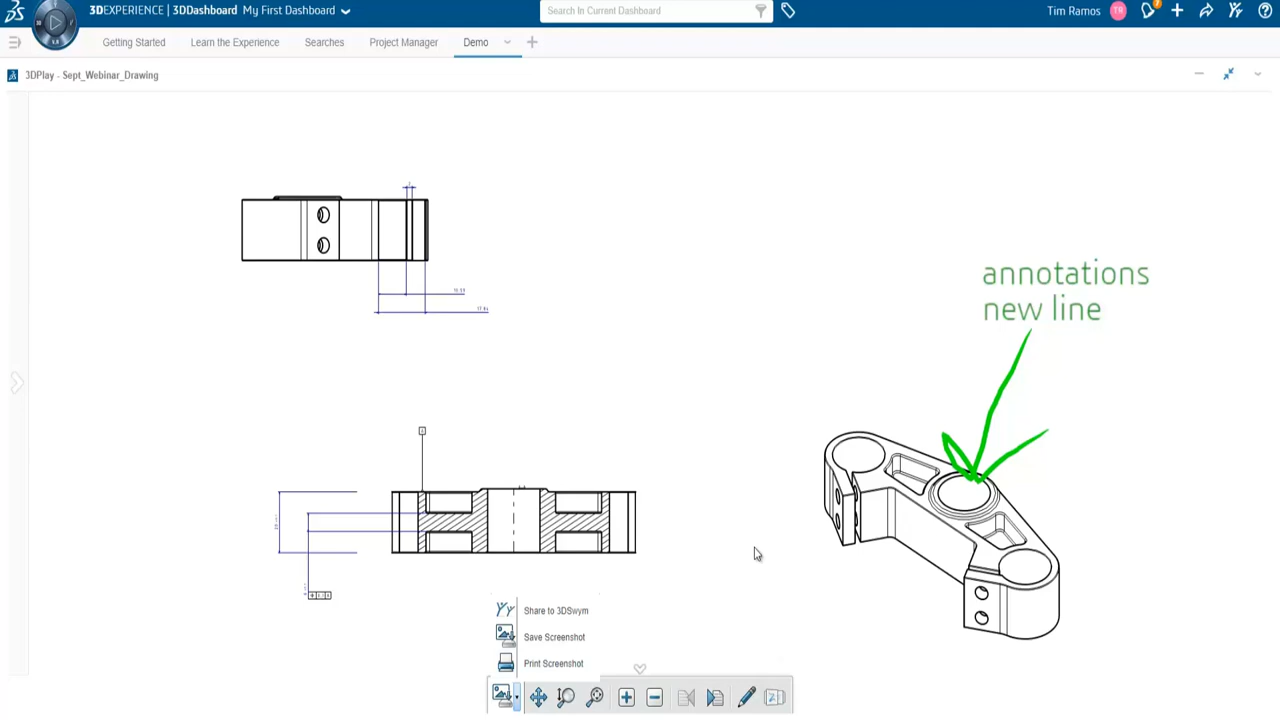 3DEXPERIENCE | 3DDashboard My First Dashboard
Search In Current Dashboard
Tim Ramos
TR
Getting Started
Learn the Experience
Searches
Project Manager
Demo
3DPlay - Sept_Webinar_Drawing
annotations
new line
Share to 3DSwym
Save Screenshot
Print Screenshot